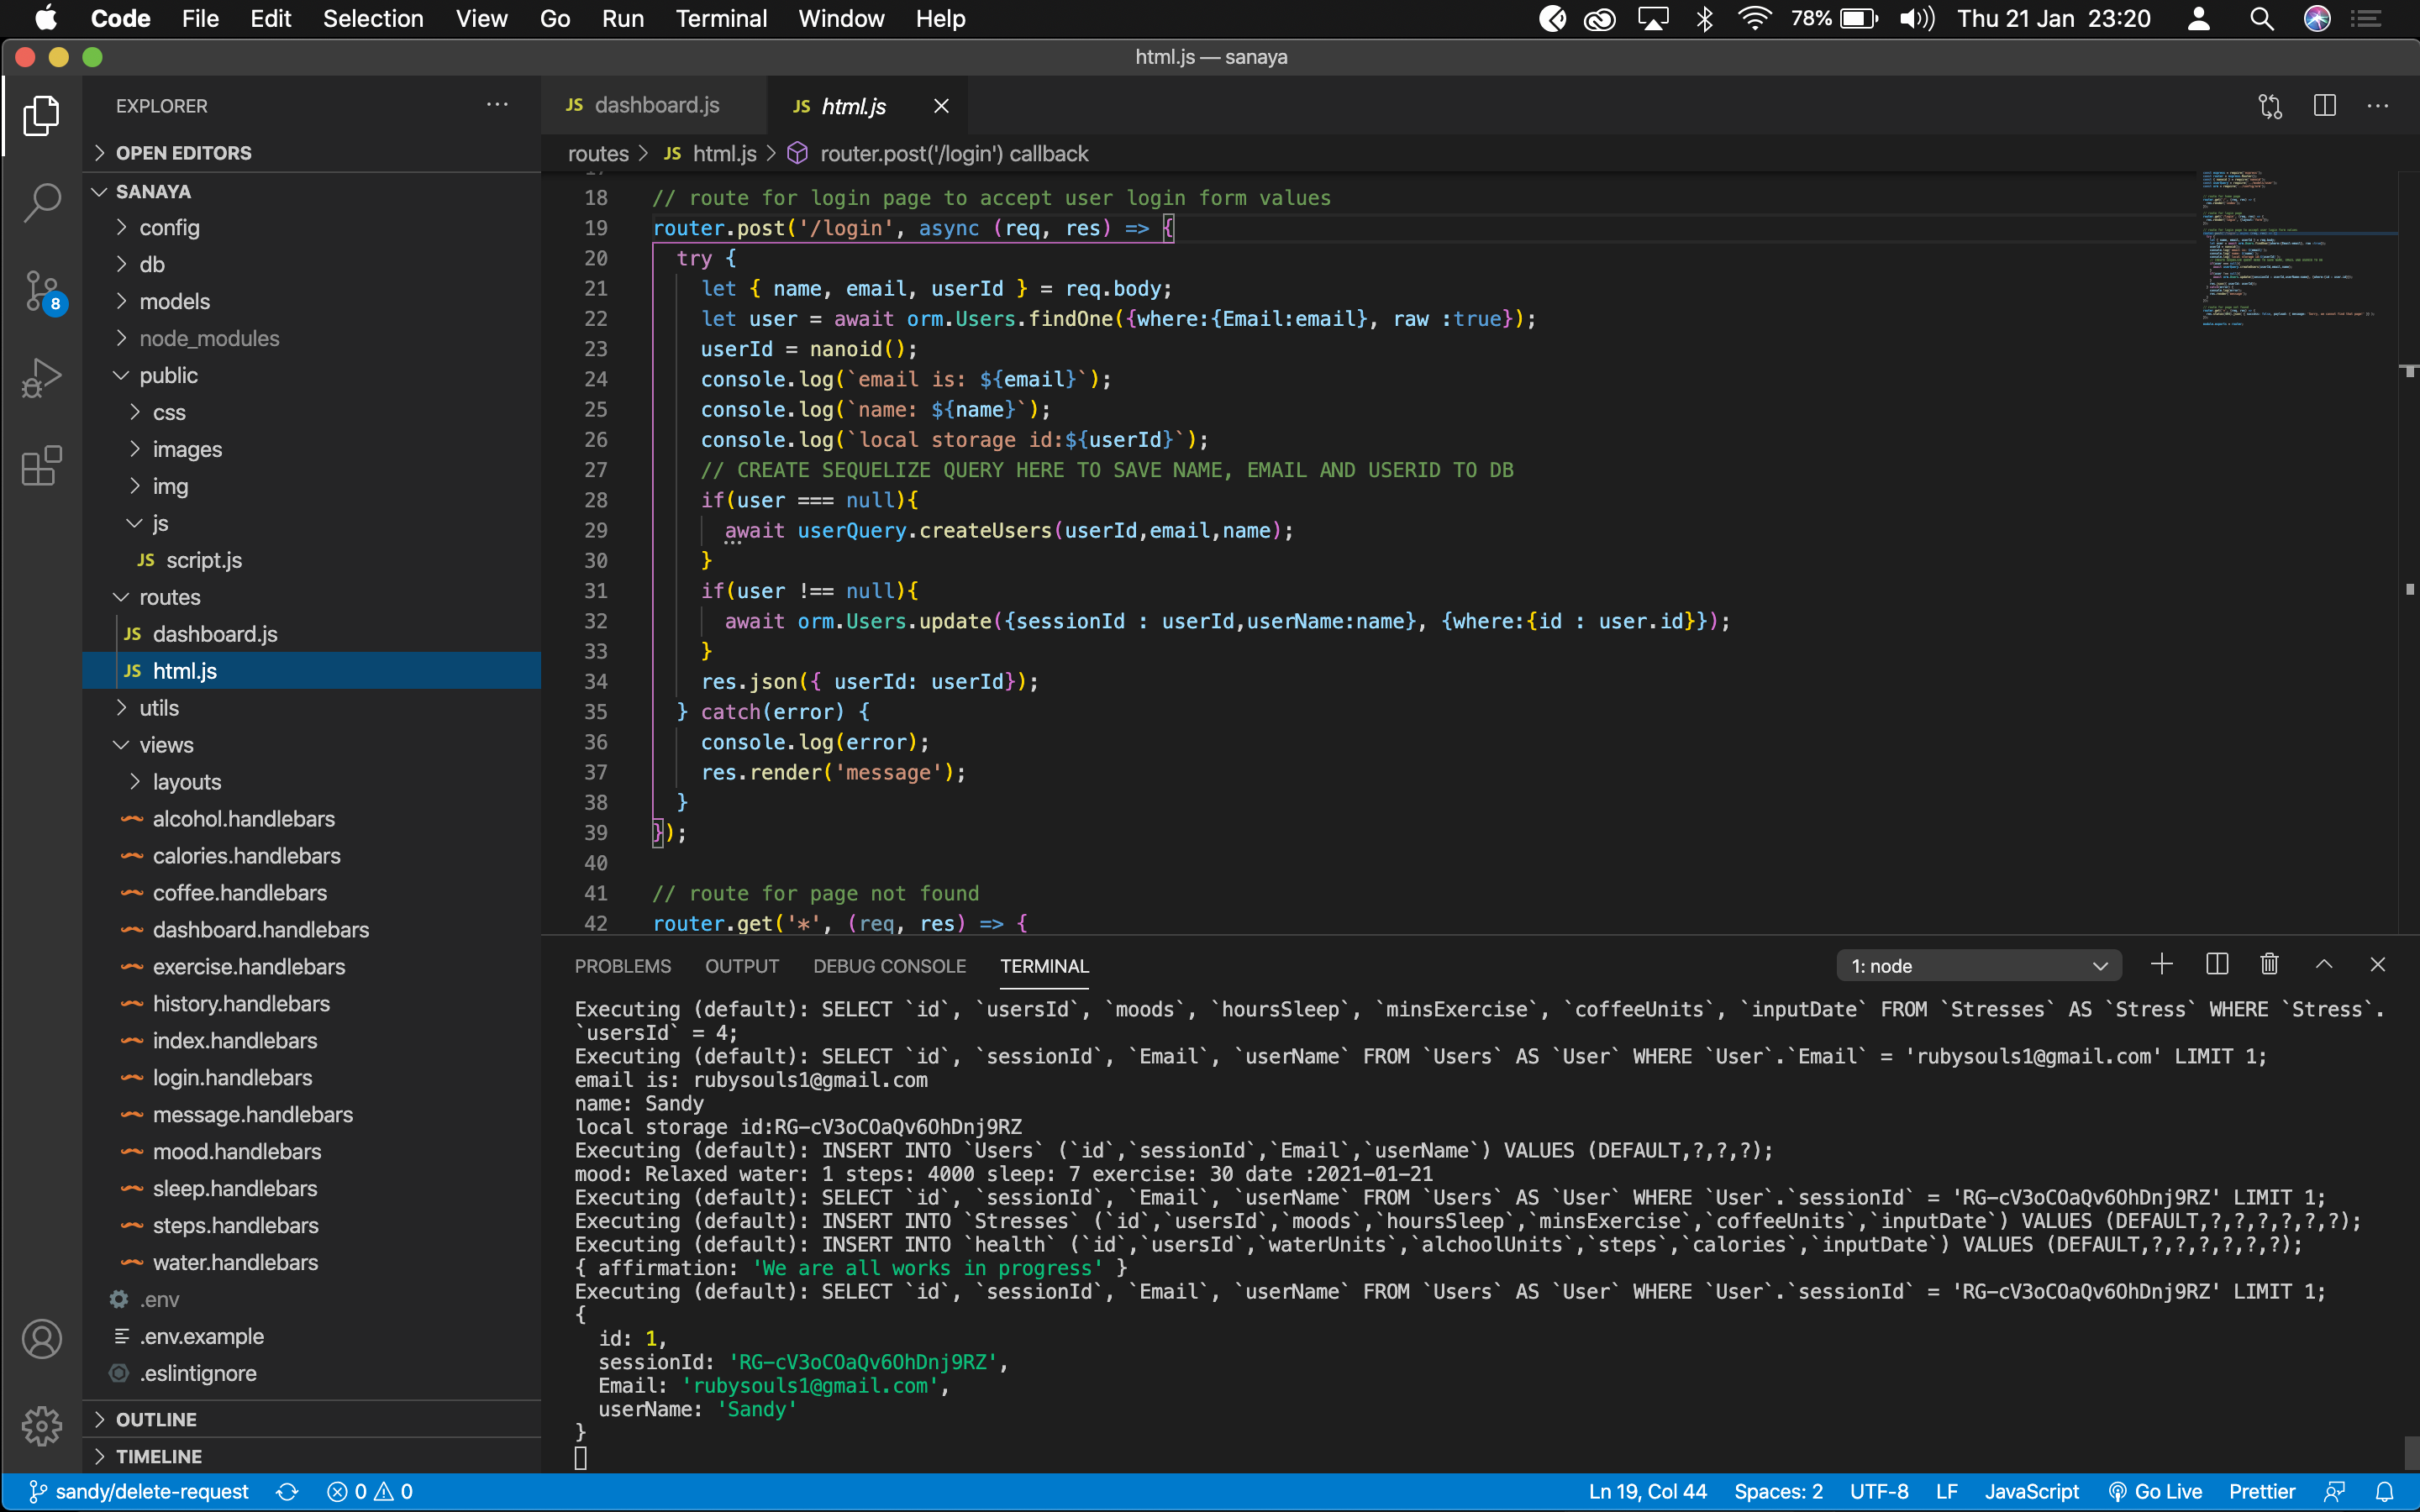 Code File Edit Selection View Go Run Terminal Window Help 78% Thu 21 Jan 23:20
html.js — sanaya
EXPLORER
OPEN EDITORS
SANAYA
config
db
models
node_modules
public
css
images
img
js
JS script.js
routes
JS dashboard.js
JS html.js
utils
views
layouts
alcohol.handlebars
calories.handlebars
coffee.handlebars
dashboard.handlebars
exercise.handlebars
history.handlebars
index.handlebars
login.handlebars
message.handlebars
mood.handlebars
sleep.handlebars
steps.handlebars
water.handlebars
.env
.env.example
.eslintignore
OUTLINE
TIMELINE
8
JS dashboard.js JS html.js
routes > JS html.js > router.post('/login') callback
18 // route for login page to accept user login form values
19 router.post('/login', async (req, res) => {
20 try {
21 let { name, email, userId } = req.body;
22 let user = await orm.Users.findOne({where:{Email:email}, raw :true});
23 userId = nanoid();
24 console.log(`email is: ${email}`);
25 console.log(`name: ${name}`);
26 console.log(`local storage id:${userId}`);
27 // CREATE SEQUELIZE QUERY HERE TO SAVE NAME, EMAIL AND USERID TO DB
28 if(user === null){
29 await userQuery.createUsers(userId,email,name);
30 }
31 if(user !== null){
32 await orm.Users.update({sessionId : userId,userName:name}, {where:{id : user.id}});
33 }
34 res.json({ userId: userId});
35 } catch(error) {
36 console.log(error);
37 res.render('message');
38 }
39 });
40
41 // route for page not found
42 router.get('*', (req, res) => {
PROBLEMS OUTPUT DEBUG CONSOLE TERMINAL 1: node
Executing (default): SELECT `id`, `usersId`, `moods`, `hoursSleep`, `minsExercise`, `coffeeUnits`, `inputDate` FROM `Stresses` AS `Stress` WHERE `Stress`.
`usersId` = 4;
Executing (default): SELECT `id`, `sessionId`, `Email`, `userName` FROM `Users` AS `User` WHERE `User`.`Email` = 'rubysouls1@gmail.com' LIMIT 1;
email is: rubysouls1@gmail.com
name: Sandy
local storage id:RG-cV3oCOaQv6OhDnj9RZ
Executing (default): INSERT INTO `Users` (`id`,`sessionId`,`Email`,`userName`) VALUES (DEFAULT,?,?,?);
mood: Relaxed water: 1 steps: 4000 sleep: 7 exercise: 30 date :2021-01-21
Executing (default): SELECT `id`, `sessionId`, `Email`, `userName` FROM `Users` AS `User` WHERE `User`.`sessionId` = 'RG-cV3oCOaQv6OhDnj9RZ' LIMIT 1;
Executing (default): INSERT INTO `Stresses` (`id`,`usersId`,`moods`,`hoursSleep`,`minsExercise`,`coffeeUnits`,`inputDate`) VALUES (DEFAULT,?,?,?,?,?,?);
Executing (default): INSERT INTO `health` (`id`,`usersId`,`waterUnits`,`alchoolUnits`,`steps`,`calories`,`inputDate`) VALUES (DEFAULT,?,?,?,?,?,?);
{ affirmation: 'We are all works in progress' }
Executing (default): SELECT `id`, `sessionId`, `Email`, `userName` FROM `Users` AS `User` WHERE `User`.`sessionId` = 'RG-cV3oCOaQv6OhDnj9RZ' LIMIT 1;
{
id: 1,
sessionId: 'RG-cV3oCOaQv6OhDnj9RZ',
Email: 'rubysouls1@gmail.com',
userName: 'Sandy'
}
sandy/delete-request 0 0 Ln 19, Col 44 Spaces: 2 UTF-8 LF JavaScript Go Live Prettier